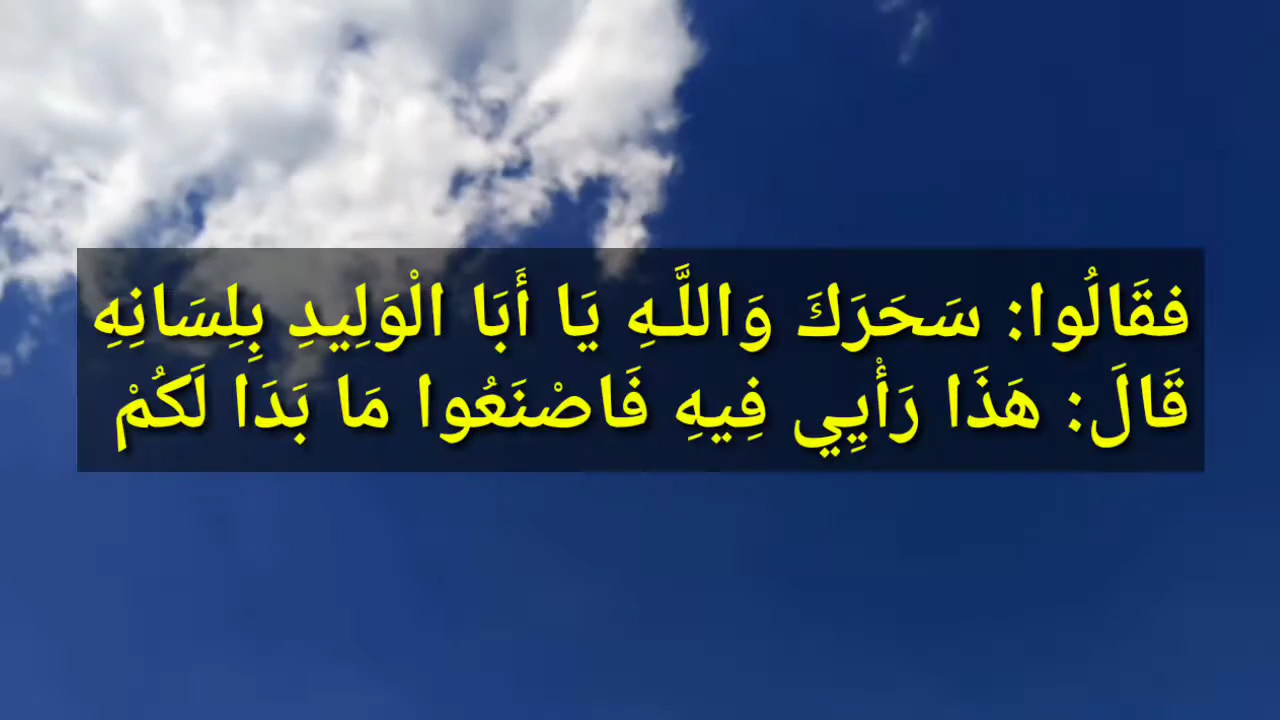 فقَالُوا: سَحَرَكَ وَاللَّهِ يَا أَبَا الْوَلِيدِ بِلِسَانِهِ
قَالَ: هَذَا رَأْيِي فِيهِ فَاصْنَعُوا مَا بَدَا لَكُمْ